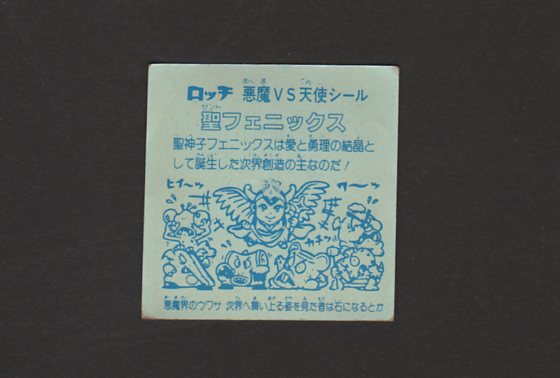 ロッチ 悪魔VS天使シール
聖フェニックス
聖神子フェニックスは愛と勇理の結晶と
して誕生した次界創造の主なのだ！
ヒイ〜ッ
ワ〜ッ
悪魔界のウワサ 次界へ舞い上る姿を見た者は石になるとか